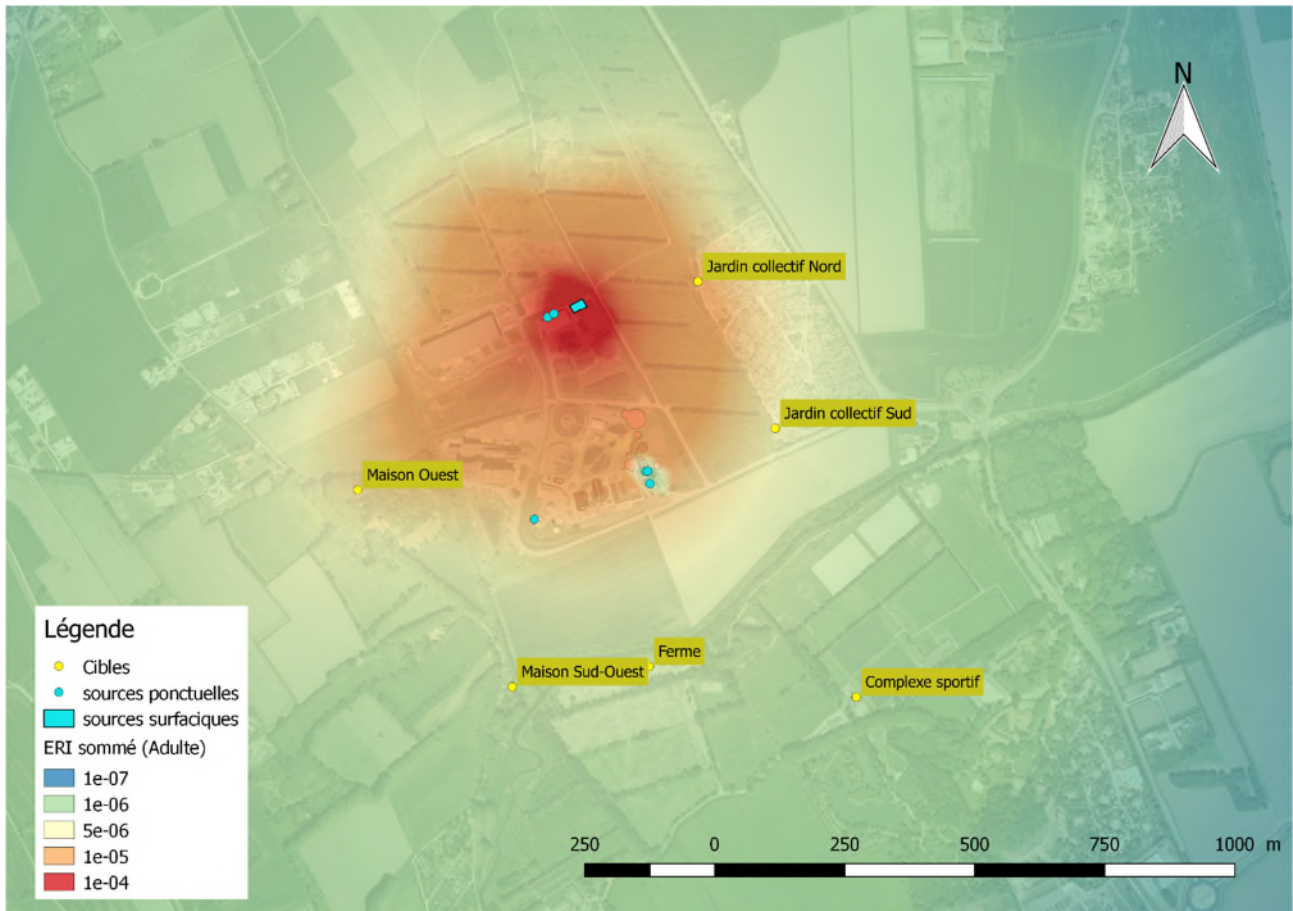 N
Jardin collectif Nord
Jardin collectif Sud
Maison Ouest
Ferme
Maison Sud-Ouest
Complexe sportif
Légende
Cibles
sources ponctuelles
sources surfaciques
ERI sommé (Adulte)
1e-07
1e-06
5e-06
1e-05
1e-04
250 0 250 500 750 1000 m